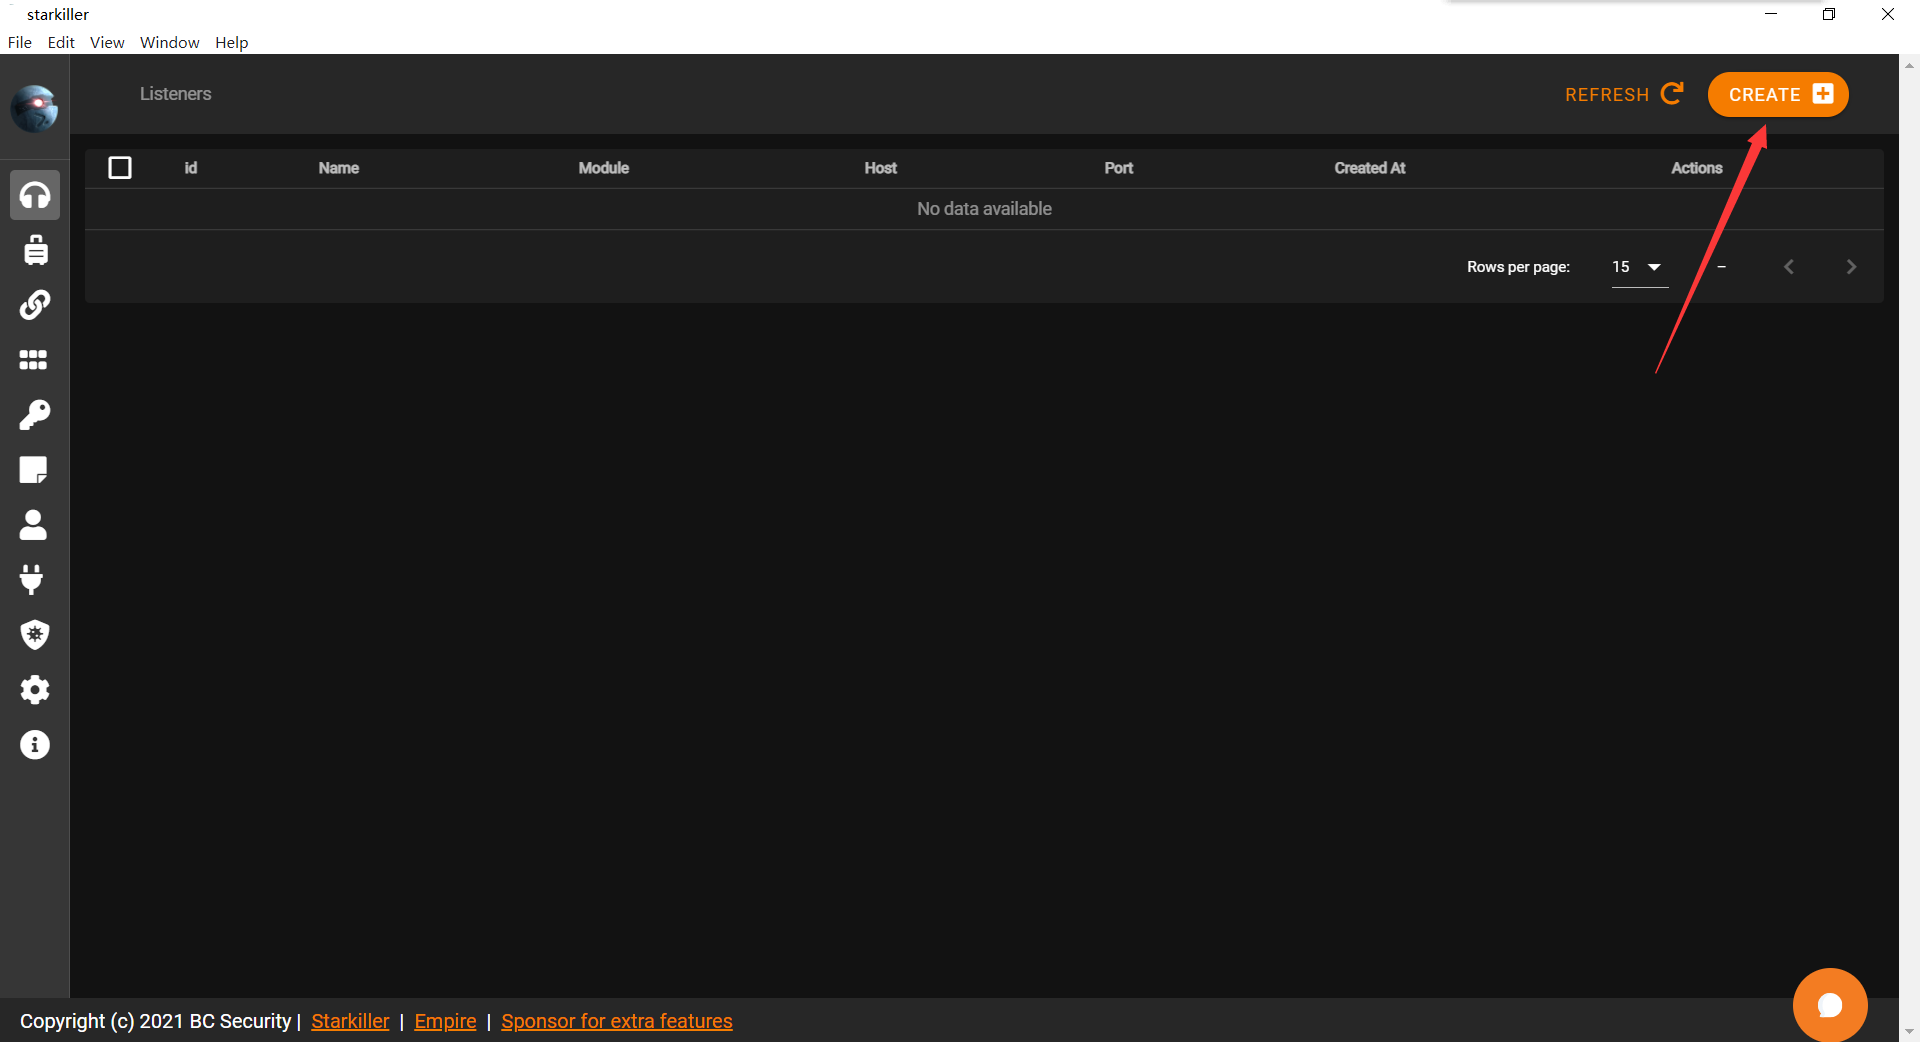 starkiller
File Edit View Window Help
Listeners
REFRESH CREATE
id Name Module Host Port Created At Actions
No data available
Rows per page: 15 –
Copyright (c) 2021 BC Security | Starkiller | Empire | Sponsor for extra features